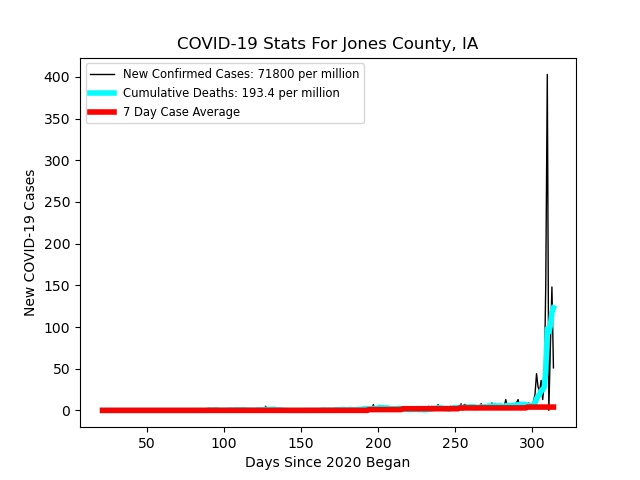 COVID-19 Stats For Jones County, IA
New Confirmed Cases: 71800 per million
Cumulative Deaths: 193.4 per million
7 Day Case Average
New COVID-19 Cases
400
350
300
250
200
150
100
50
0
50 100 150 200 250 300
Days Since 2020 Began